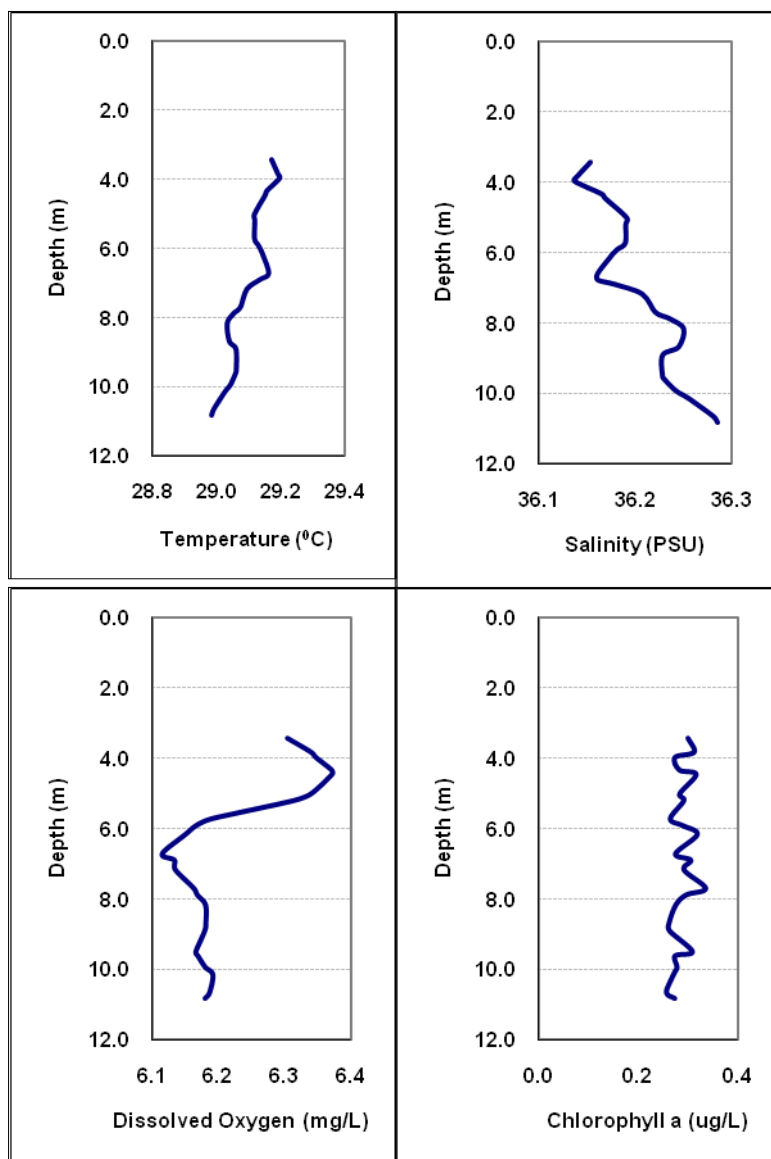 0.0
2.0
4.0
6.0
8.0
10.0
12.0
Depth (m)
28.8 29.0 29.2 29.4
Temperature (⁰C)
0.0
2.0
4.0
6.0
8.0
10.0
12.0
Depth (m)
36.1 36.2 36.3
Salinity (PSU)
0.0
2.0
4.0
6.0
8.0
10.0
12.0
Depth (m)
6.1 6.2 6.3 6.4
Dissolved Oxygen (mg/L)
0.0
2.0
4.0
6.0
8.0
10.0
12.0
Depth (m)
0.0 0.2 0.4
Chlorophyll a (ug/L)